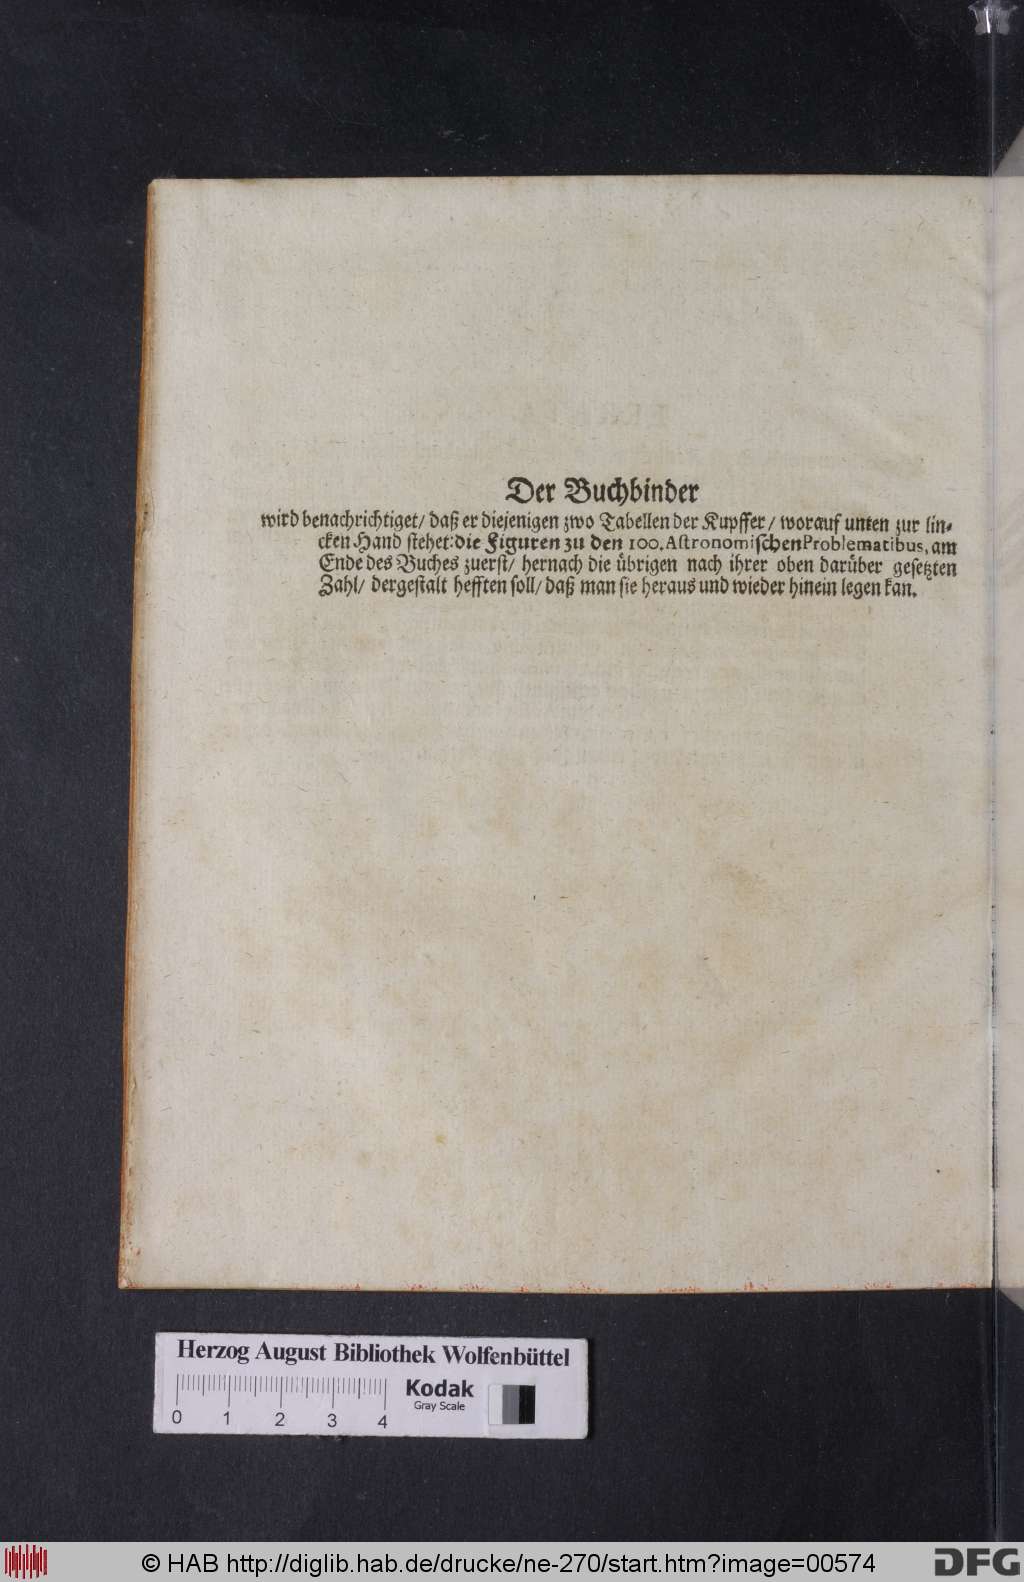 Der Buchbinder
wird benachrichtiget/ daß er diejenigen zwo Tabellen der Kupffer/ worauf unten zur lin-
cken Hand stehet: die Figuren zu den 100. Astronomischen Problematibus, am
Ende des Buches zuerst/ hernach die übrigen nach ihrer oben darüber gesetzten
Zahl/ dergestalt hefften soll/ daß man sie heraus und wieder hinein legen kan.
Herzog August Bibliothek Wolfenbüttel
Kodak
Gray Scale
0 1 2 3 4
© HAB http://diglib.hab.de/drucke/ne-270/start.htm?image=00574
DFG